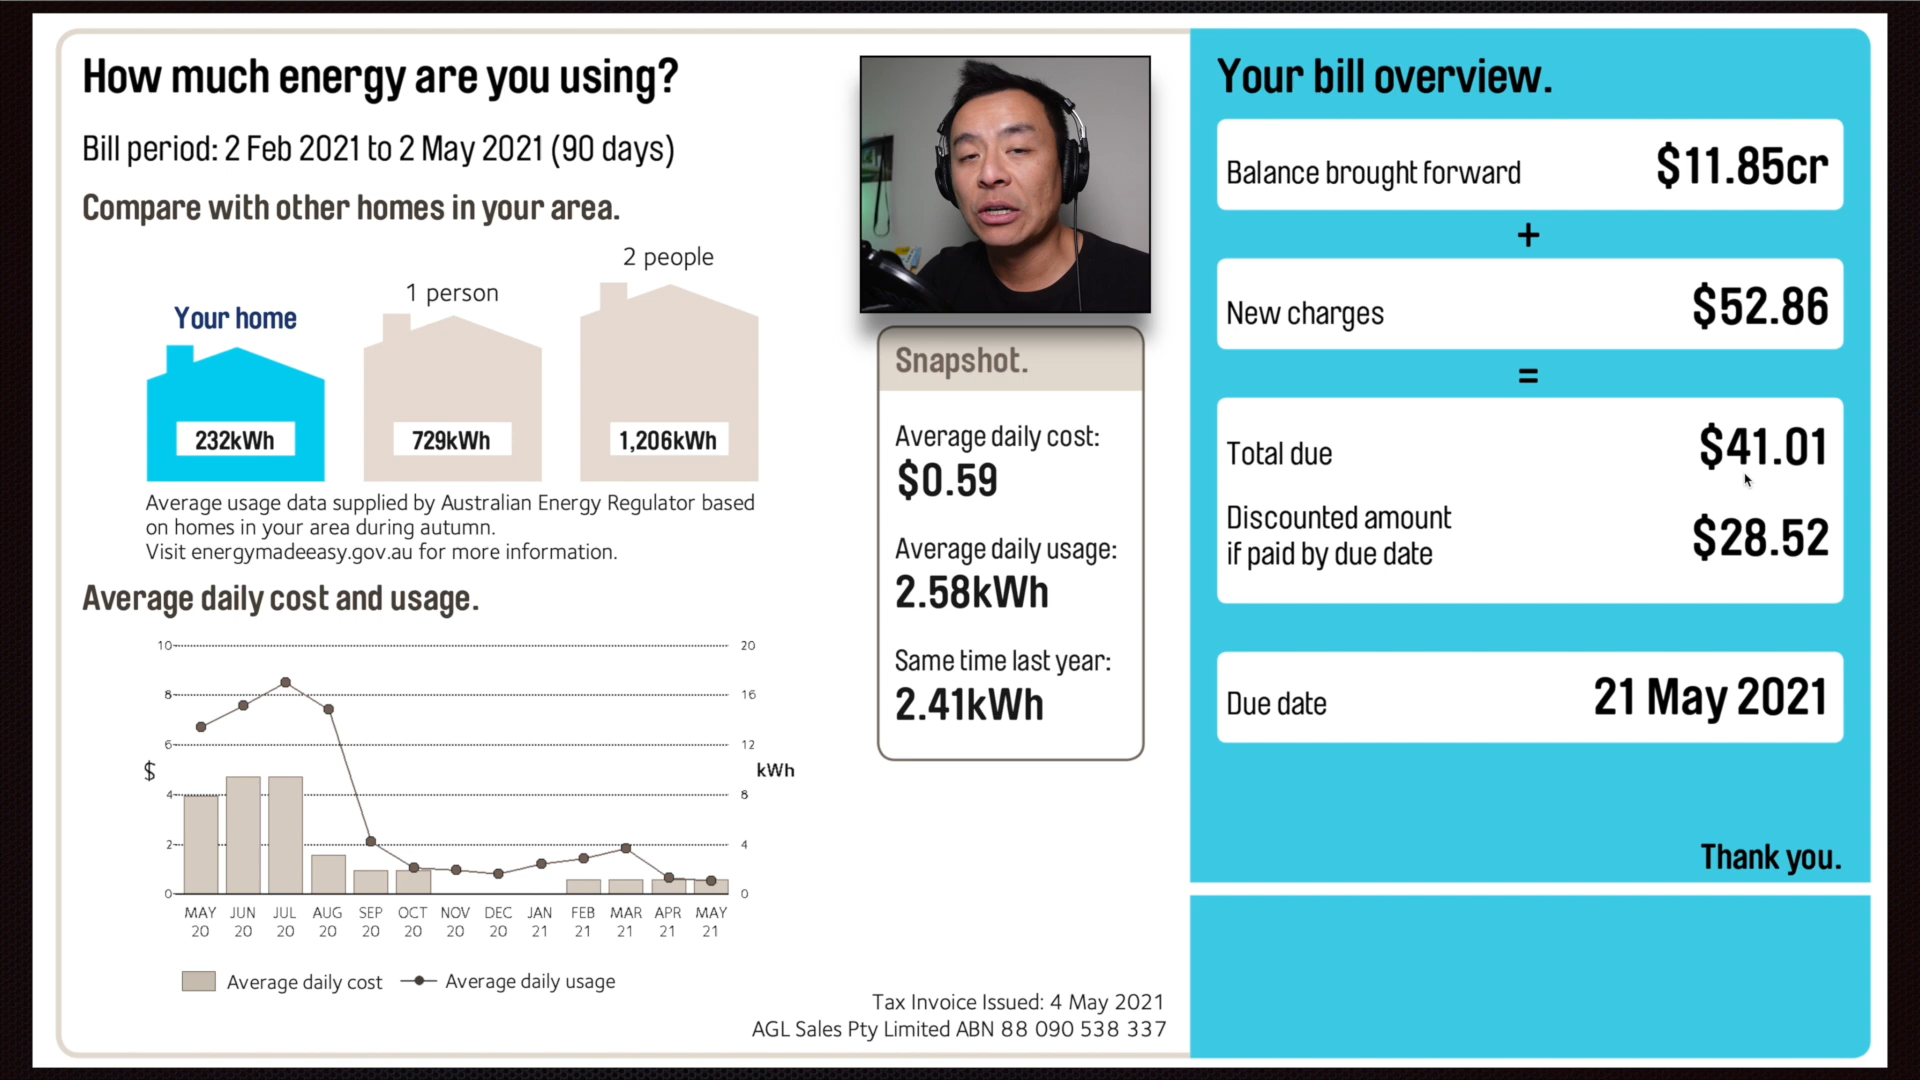 How much energy are you using?
Bill period: 2 Feb 2021 to 2 May 2021 (90 days)
Compare with other homes in your area.
Your home
1 person
2 people
232kWh
729kWh
1,206kWh
Average usage data supplied by Australian Energy Regulator based
on homes in your area during autumn.
Visit energymadeeasy.gov.au for more information.
Average daily cost and usage.
10
8
6
4
2
0
$
20
16
12
8
4
0
kWh
MAY JUN JUL AUG SEP OCT NOV DEC JAN FEB MAR APR MAY
20 20 20 20 20 20 20 20 21 21 21 21 21
Average daily cost
Average daily usage
Snapshot.
Average daily cost:
$0.59
Average daily usage:
2.58kWh
Same time last year:
2.41kWh
Tax Invoice Issued: 4 May 2021
AGL Sales Pty Limited ABN 88 090 538 337
Your bill overview.
Balance brought forward $11.85cr
+
New charges $52.86
=
Total due $41.01
Discounted amount
if paid by due date $28.52
Due date 21 May 2021
Thank you.